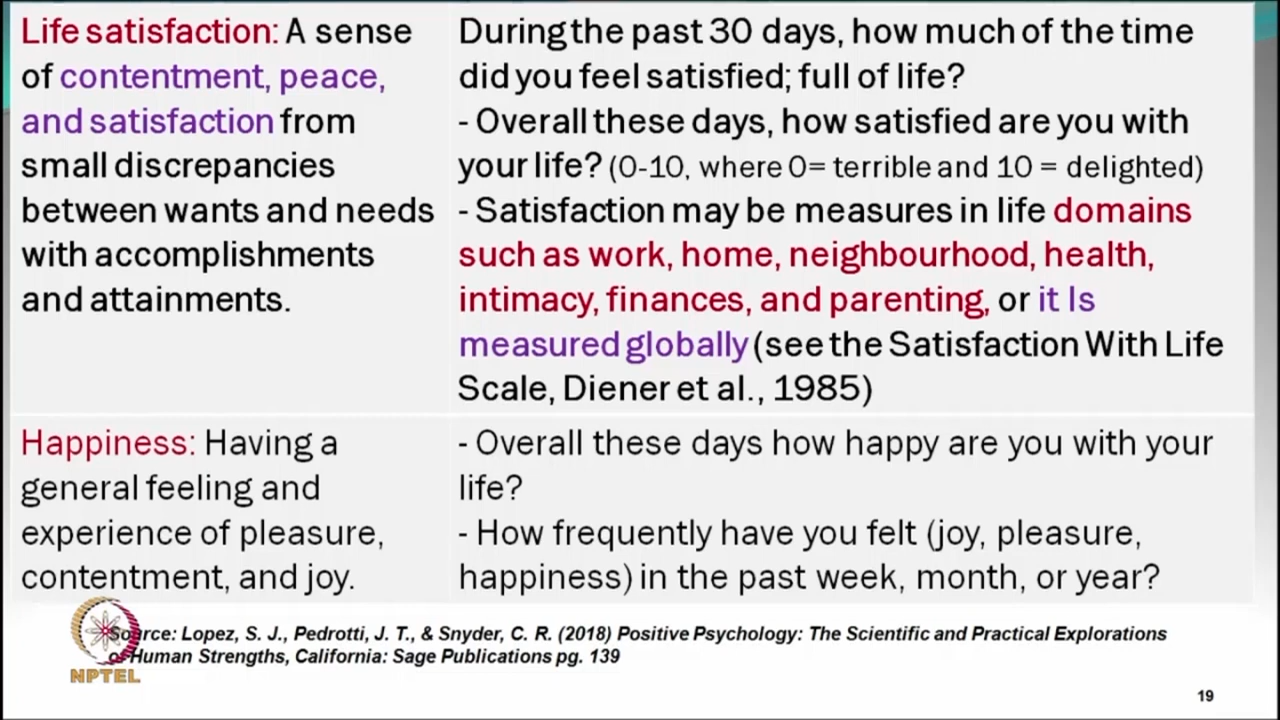 Life satisfaction: A sense
of contentment, peace,
and satisfaction from
small discrepancies
between wants and needs
with accomplishments
and attainments.
During the past 30 days, how much of the time
did you feel satisfied; full of life?
- Overall these days, how satisfied are you with
your life? (0-10, where 0= terrible and 10 = delighted)
- Satisfaction may be measures in life domains
such as work, home, neighbourhood, health,
intimacy, finances, and parenting, or it Is
measured globally (see the Satisfaction With Life
Scale, Diener et al., 1985)
Happiness: Having a
general feeling and
experience of pleasure,
contentment, and joy.
- Overall these days how happy are you with your
life?
- How frequently have you felt (joy, pleasure,
happiness) in the past week, month, or year?
Source: Lopez, S. J., Pedrotti, J. T., & Snyder, C. R. (2018) Positive Psychology: The Scientific and Practical Explorations
of Human Strengths, California: Sage Publications pg. 139
NPTEL
19